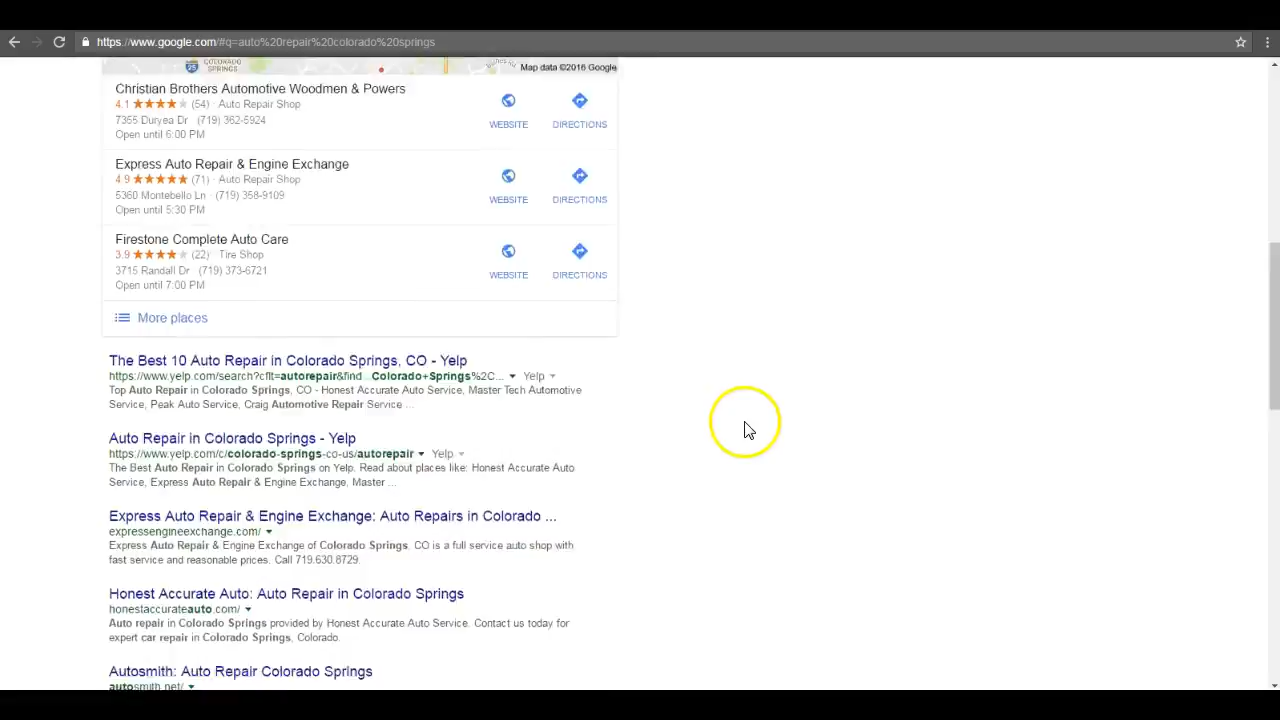 https://www.google.com/#q=auto%20repair%20colorado%20springs
COLORADO
SPRINGS
Map data ©2016 Google
Christian Brothers Automotive Woodmen & Powers
4.1 ★★★★★ (54) · Auto Repair Shop
7355 Duryea Dr · (719) 362-5924
Open until 6:00 PM
WEBSITE
DIRECTIONS
Express Auto Repair & Engine Exchange
4.9 ★★★★★ (71) · Auto Repair Shop
5360 Montebello Ln · (719) 358-9109
Open until 5:30 PM
WEBSITE
DIRECTIONS
Firestone Complete Auto Care
3.9 ★★★★★ (22) · Tire Shop
3715 Randall Dr · (719) 373-6721
Open until 7:00 PM
WEBSITE
DIRECTIONS
More places
The Best 10 Auto Repair in Colorado Springs, CO - Yelp
https://www.yelp.com/search?cflt=autorepair&find...Colorado+Springs%2C... Yelp
Top Auto Repair in Colorado Springs, CO - Honest Accurate Auto Service, Master Tech Automotive
Service, Peak Auto Service, Craig Automotive Repair Service ...
Auto Repair in Colorado Springs - Yelp
https://www.yelp.com/c/colorado-springs-co-us/autorepair Yelp
The Best Auto Repair in Colorado Springs on Yelp. Read about places like: Honest Accurate Auto
Service, Express Auto Repair & Engine Exchange, Master ...
Express Auto Repair & Engine Exchange: Auto Repairs in Colorado ...
expressengineexchange.com/
Express Auto Repair & Engine Exchange of Colorado Springs, CO is a full service auto shop with
fast service and reasonable prices. Call 719.630.8729.
Honest Accurate Auto: Auto Repair in Colorado Springs
honestaccurateauto.com/
Auto repair in Colorado Springs provided by Honest Accurate Auto Service. Contact us today for
expert car repair in Colorado Springs, Colorado.
Autosmith: Auto Repair Colorado Springs
autosmith.net/